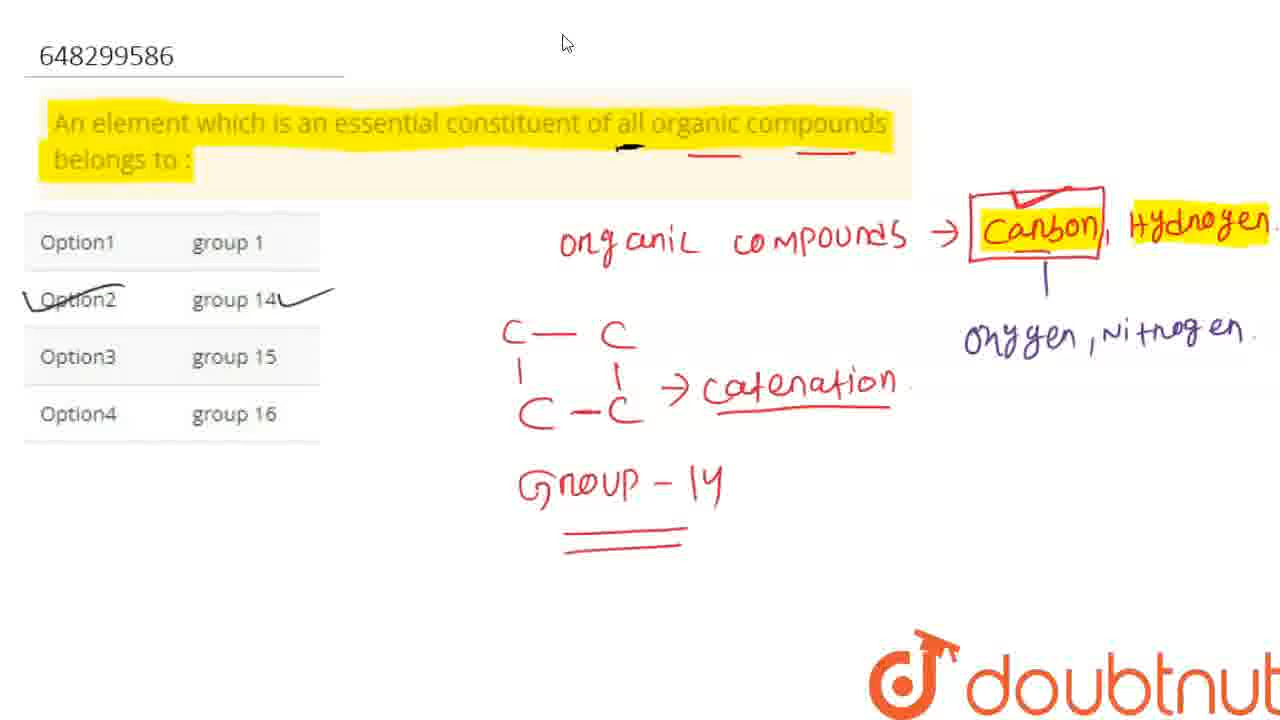 648299586
An element which is an essential constituent of all organic compounds
belongs to :
Option1 group 1
Option2 group 14
Option3 group 15
Option4 group 16
organic compounds → Carbon, Hydrogen.
Oxygen, Nitrogen.
C — C
C – C → Catenation.
Group – 14
doubtnut